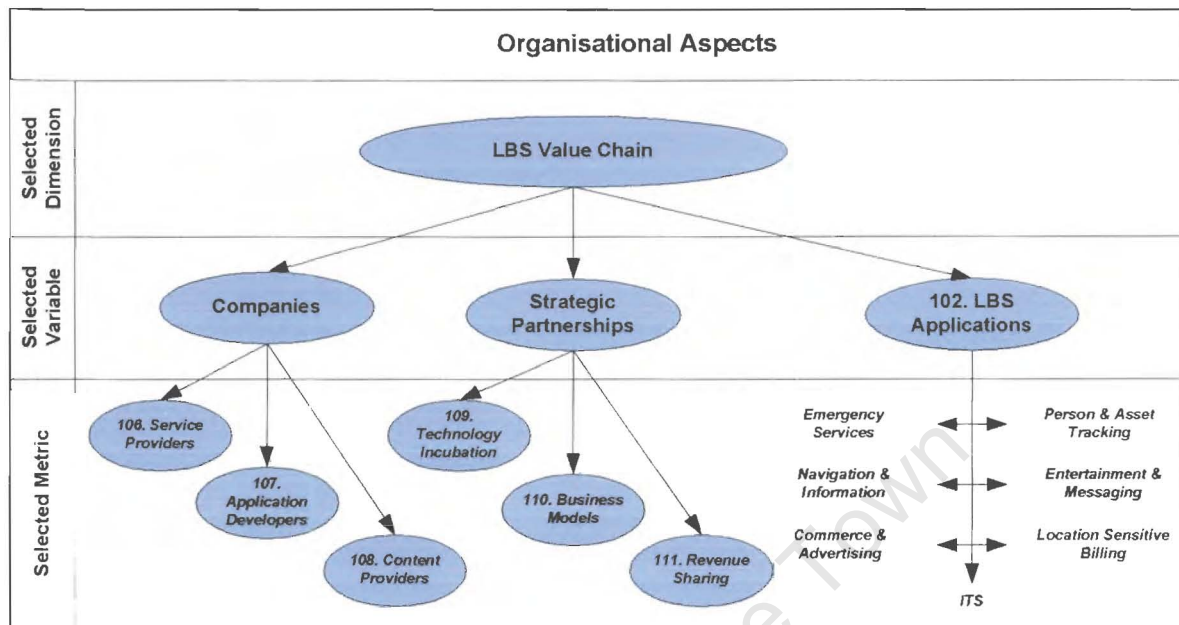 Organisational Aspects
Selected
Dimension
LBS Value Chain
Selected
Variable
Companies
Strategic
Partnerships
102. LBS
Applications
Selected Metric
106. Service
Providers
107.
Application
Developers
108. Content
Providers
109.
Technology
Incubation
110. Business
Models
111. Revenue
Sharing
Emergency
Services
Person & Asset
Tracking
Navigation &
Information
Entertainment &
Messaging
Commerce &
Advertising
Location Sensitive
Billing
ITS
Town